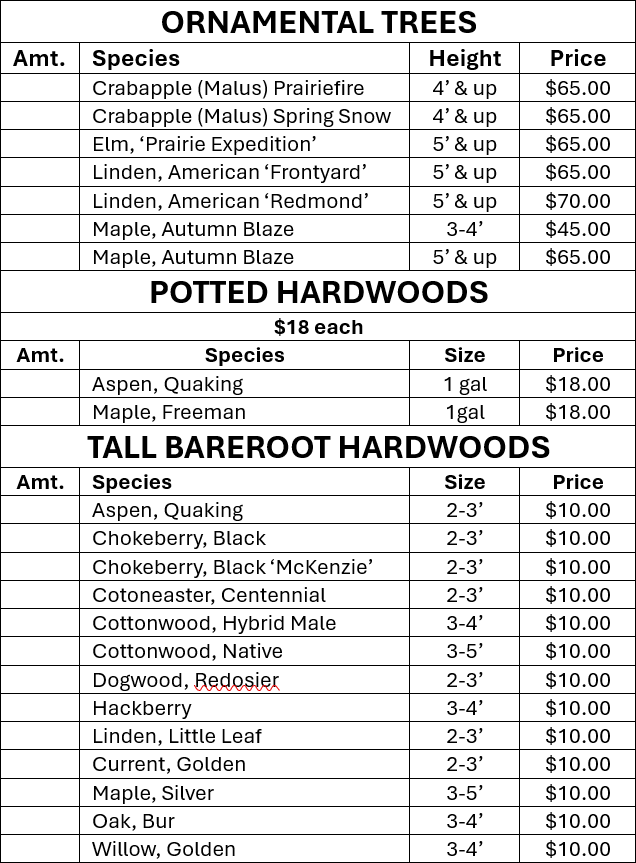 ORNAMENTAL TREES
Amt. Species Height Price
Crabapple (Malus) Prairiefire 4’ & up $65.00
Crabapple (Malus) Spring Snow 4’ & up $65.00
Elm, ‘Prairie Expedition’ 5’ & up $65.00
Linden, American ‘Frontyard’ 5’ & up $65.00
Linden, American ‘Redmond’ 5’ & up $70.00
Maple, Autumn Blaze 3-4’ $45.00
Maple, Autumn Blaze 5’ & up $65.00
POTTED HARDWOODS
$18 each
Amt. Species Size Price
Aspen, Quaking 1 gal $18.00
Maple, Freeman 1gal $18.00
TALL BAREROOT HARDWOODS
Amt. Species Size Price
Aspen, Quaking 2-3’ $10.00
Chokeberry, Black 2-3’ $10.00
Chokeberry, Black ‘McKenzie’ 2-3’ $10.00
Cotoneaster, Centennial 2-3’ $10.00
Cottonwood, Hybrid Male 3-4’ $10.00
Cottonwood, Native 3-5’ $10.00
Dogwood, Redosier 2-3’ $10.00
Hackberry 3-4’ $10.00
Linden, Little Leaf 2-3’ $10.00
Current, Golden 2-3’ $10.00
Maple, Silver 3-5’ $10.00
Oak, Bur 3-4’ $10.00
Willow, Golden 3-4’ $10.00